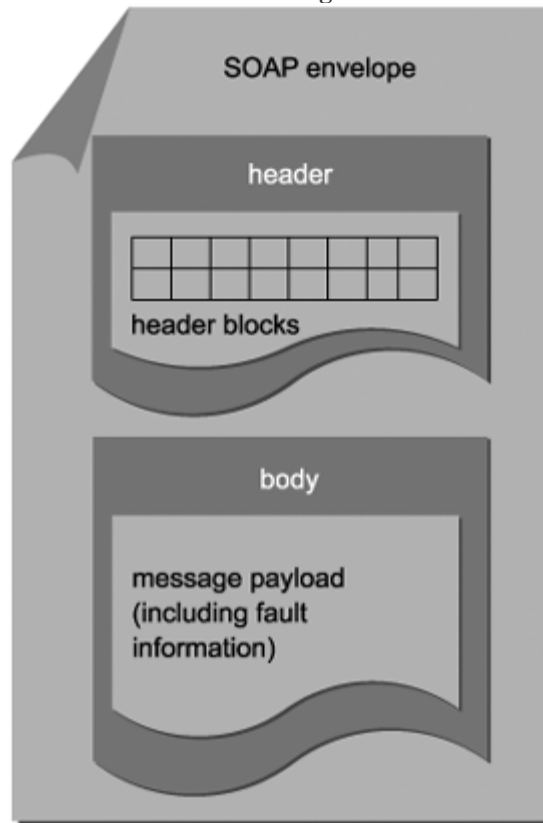 SOAP envelope
header
header blocks
body
message payload
(including fault
information)